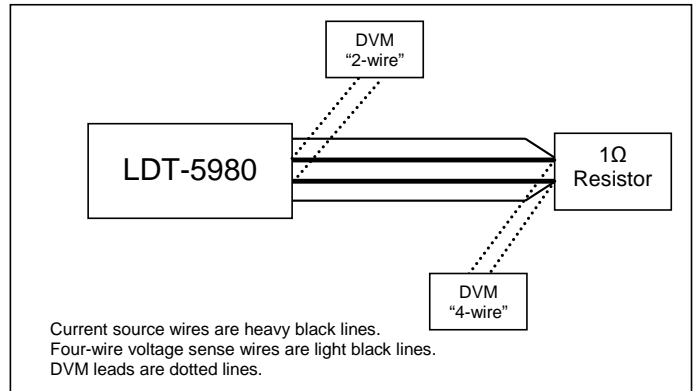 DVM
“2-wire”
LDT-5980
1Ω
Resistor
DVM
“4-wire”
Current source wires are heavy black lines.
Four-wire voltage sense wires are light black lines.
DVM leads are dotted lines.